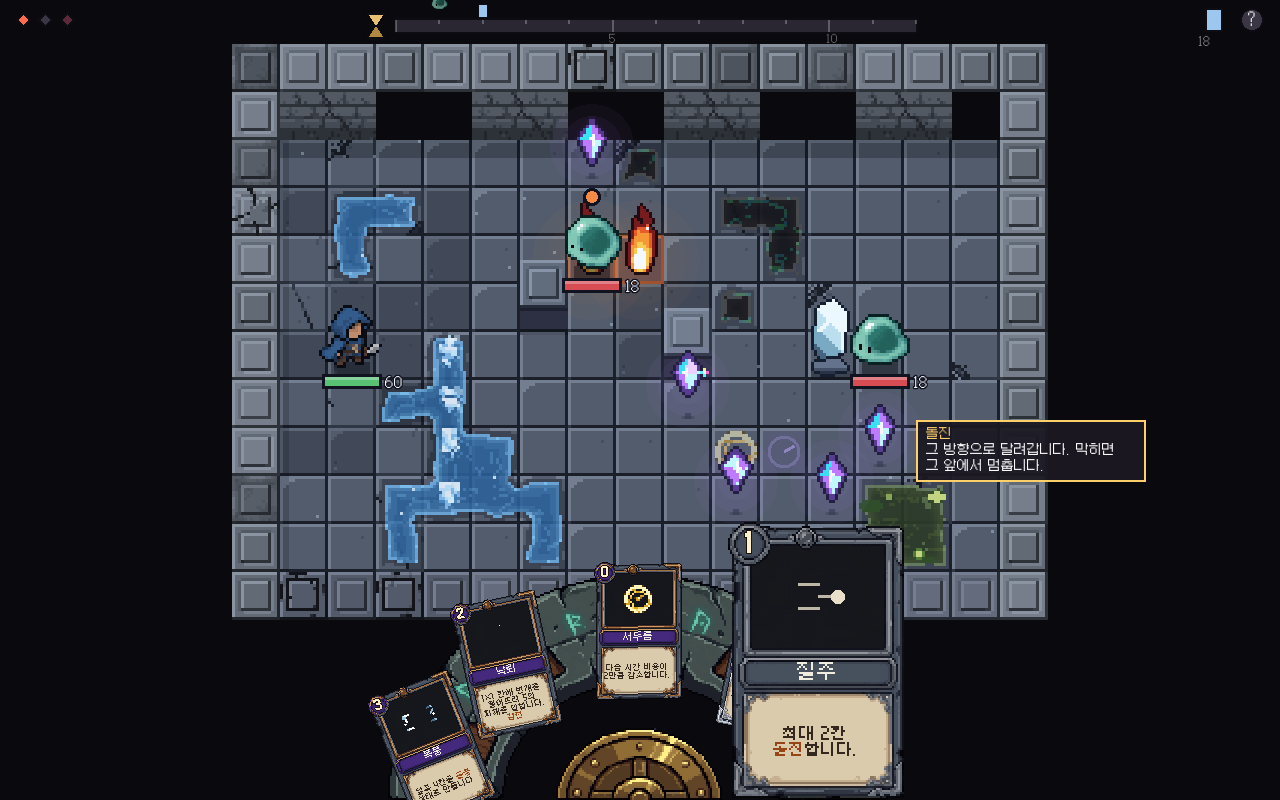 ?
5
10
18
18
60
18
돌진
그 방향으로 달려갑니다. 막히면
그 앞에서 멈춥니다.
1
질주
최대 2칸
돌진합니다.
0
서두름
다음 시간 비용이
2만큼 감소합니다.
2
낙뢰
3
폭풍